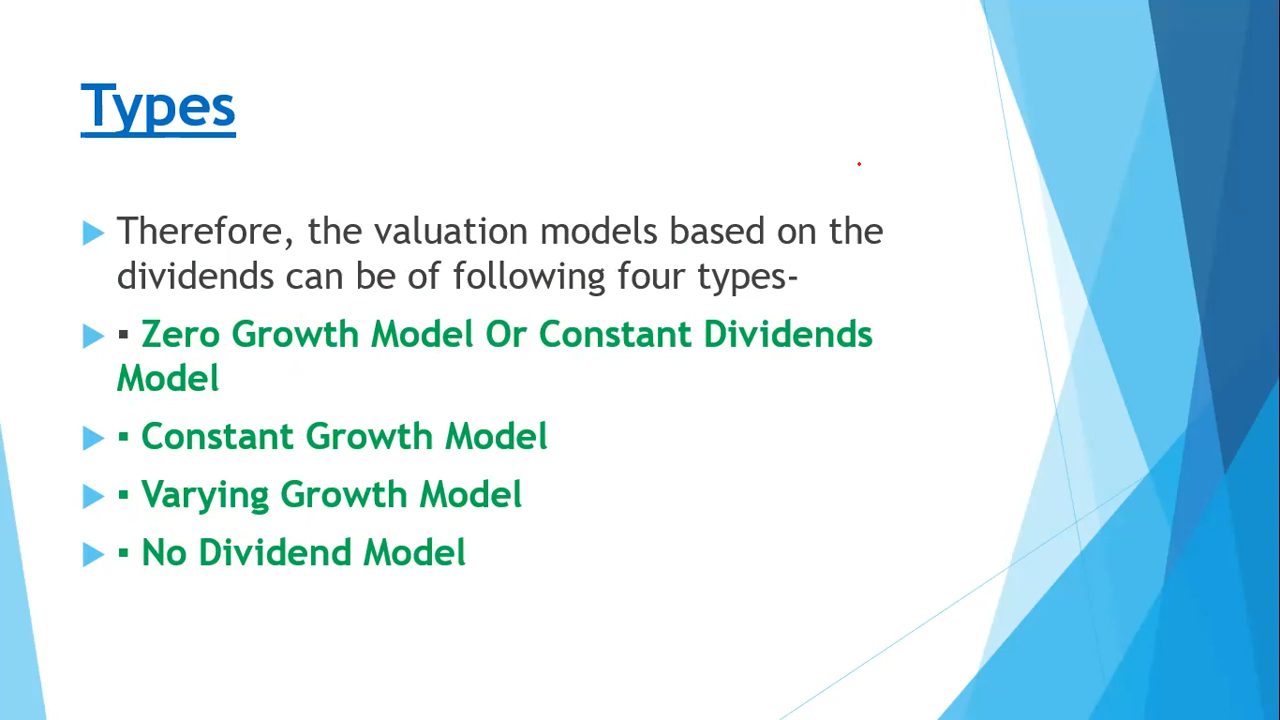 Types
Therefore, the valuation models based on the
dividends can be of following four types-
▪ Zero Growth Model Or Constant Dividends
Model
▪ Constant Growth Model
▪ Varying Growth Model
▪ No Dividend Model